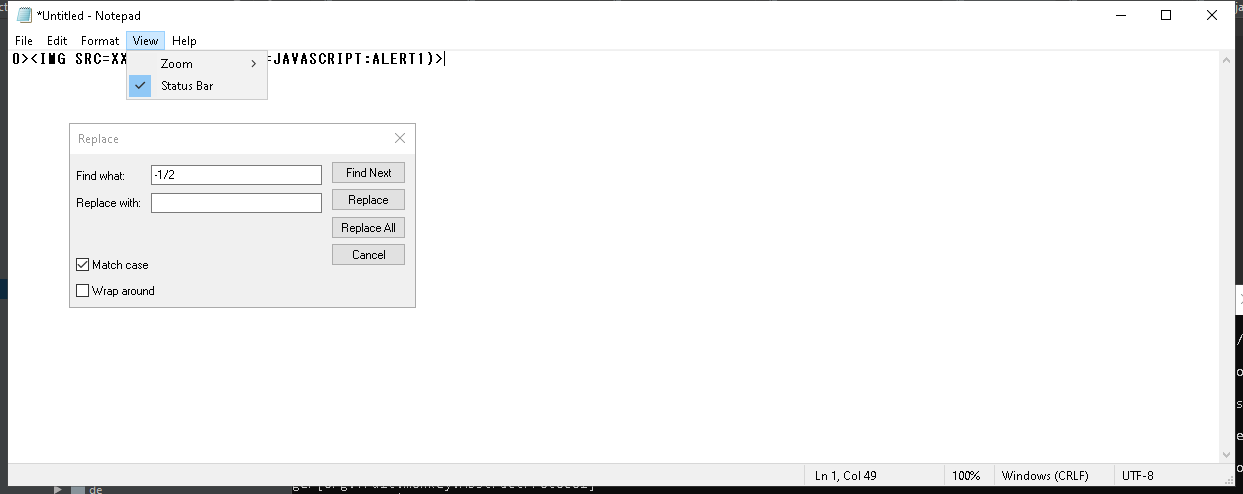 *Untitled - Notepad
File Edit Format View Help
0><IMG SRC=XX =JAVASCRIPT:ALERT1)>
Zoom
Status Bar
Replace
Find what: -1/2 Find Next
Replace with: Replace
Replace All
Cancel
Match case
Wrap around
Ln 1, Col 49 100% Windows (CRLF) UTF-8
de